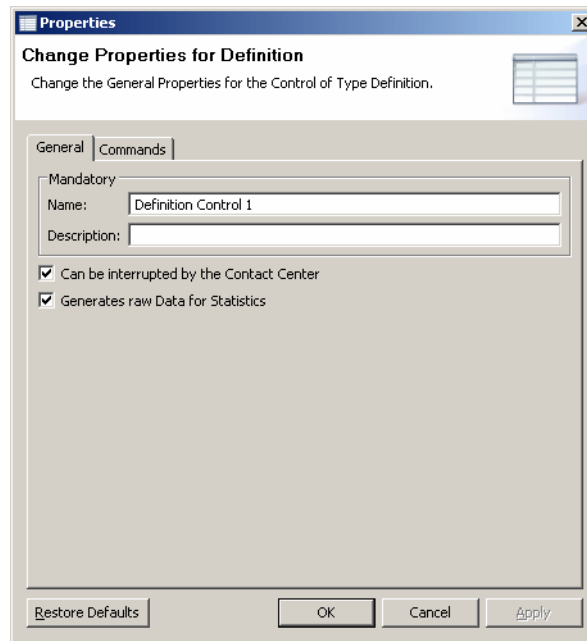 Properties
Change Properties for Definition
Change the General Properties for the Control of Type Definition.
General Commands
Mandatory
Name: Definition Control 1
Description:
Can be interrupted by the Contact Center
Generates raw Data for Statistics
Restore Defaults OK Cancel Apply